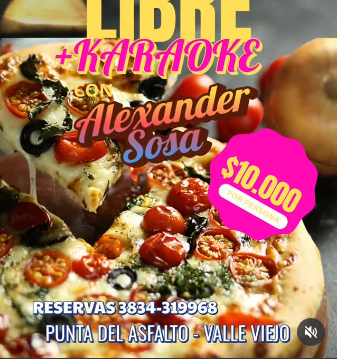 LIBRE
+KARAOKE
CON
Alexander
Sosa
$10.000
POR PERSONA
RESERVAS 3834-319968
PUNTA DEL ASFALTO - VALLE VIEJO